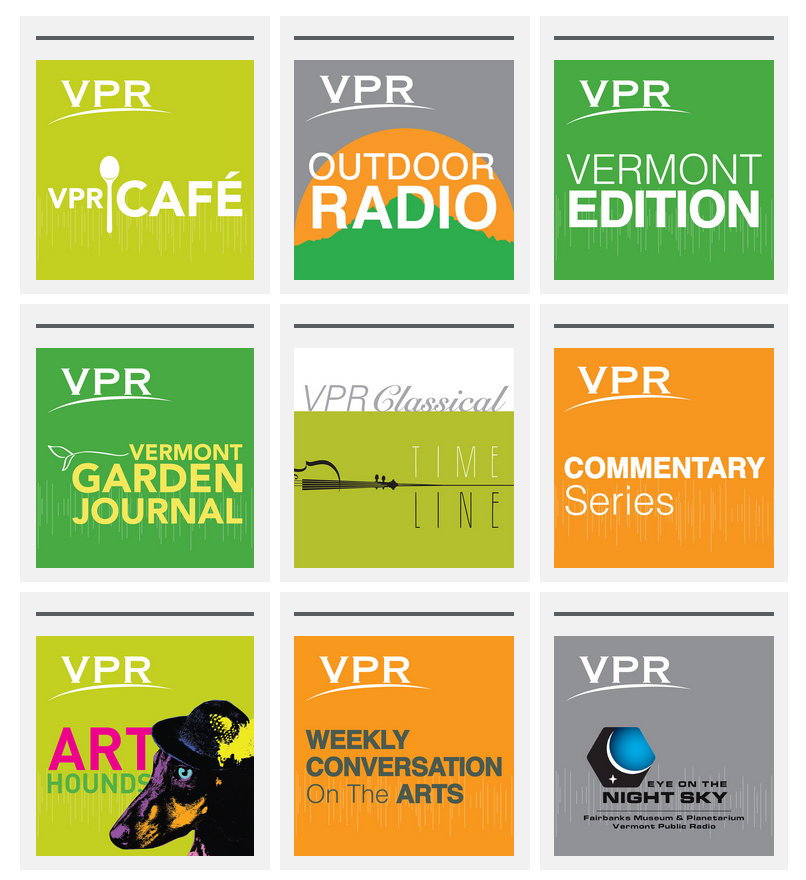 VPR
VPR CAFÉ
VPR
OUTDOOR
RADIO
VPR
VERMONT
EDITION
VPR
VERMONT
GARDEN
JOURNAL
VPR Classical
TIME
LINE
VPR
COMMENTARY
Series
VPR
ART
HOUNDS
VPR
WEEKLY
CONVERSATION
On The ARTS
VPR
EYE ON THE
NIGHT SKY
Fairbanks Museum & Planetarium
Vermont Public Radio